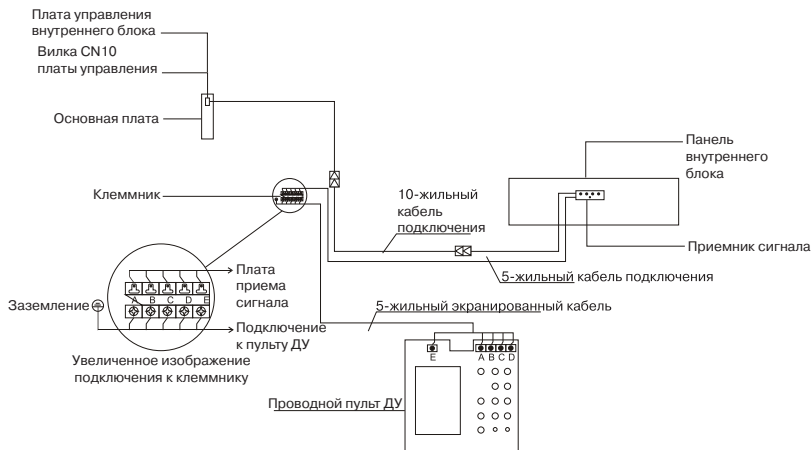 Плата управления
внутреннего блока
Вилка CN10
платы управления
Основная плата
Клеммник
Панель
внутреннего
блока
10-жильный
кабель
подключения
Приемник сигнала
5-жильный кабель подключения
Плата
приема
сигнала
A B C D E
Заземление
5-жильный экранированный кабель
Подключение
к пульту ДУ
Увеличенное изображение
подключения к клеммнику
E
A B C D
Проводной пульт ДУ